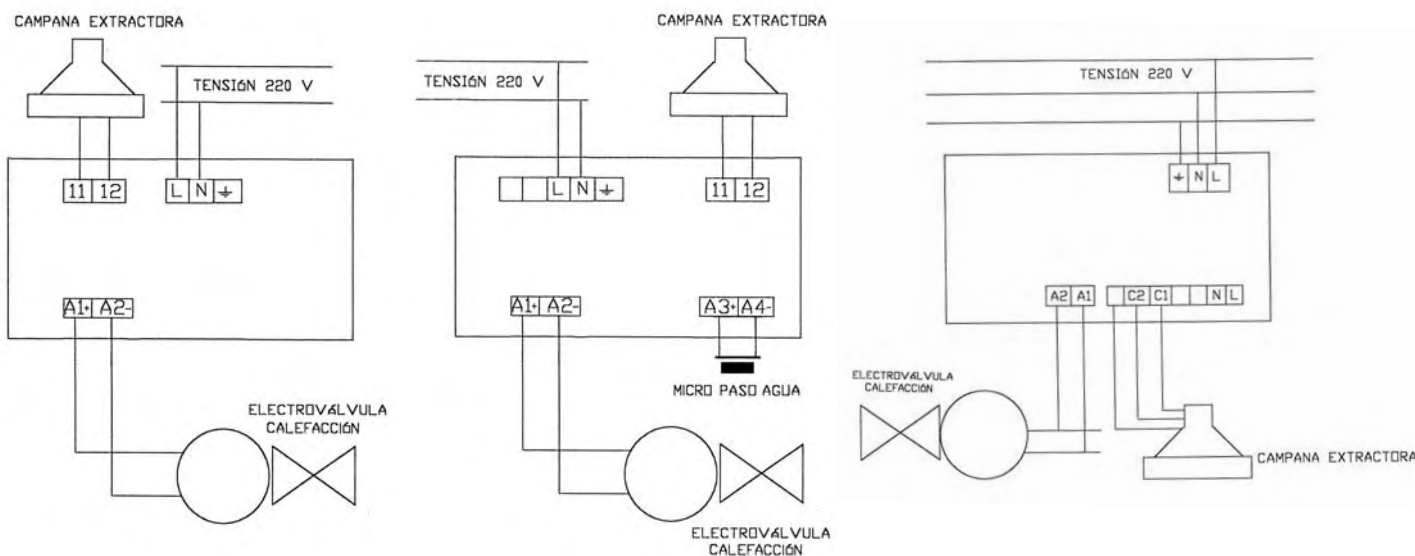 CAMPANA EXTRACTORA
TENSIÓN 220 V
11 12
L N
A1+ A2-
ELECTROVÁLVULA
CALEFACCIÓN
CAMPANA EXTRACTORA
TENSIÓN 220 V
L N
11 12
A1+ A2-
A3+ A4-
MICRO PASO AGUA
ELECTROVÁLVULA
CALEFACCIÓN
TENSIÓN 220 V
N L
A2 A1
C2 C1 N L
ELECTROVÁLVULA
CALEFACCIÓN
CAMPANA EXTRACTORA